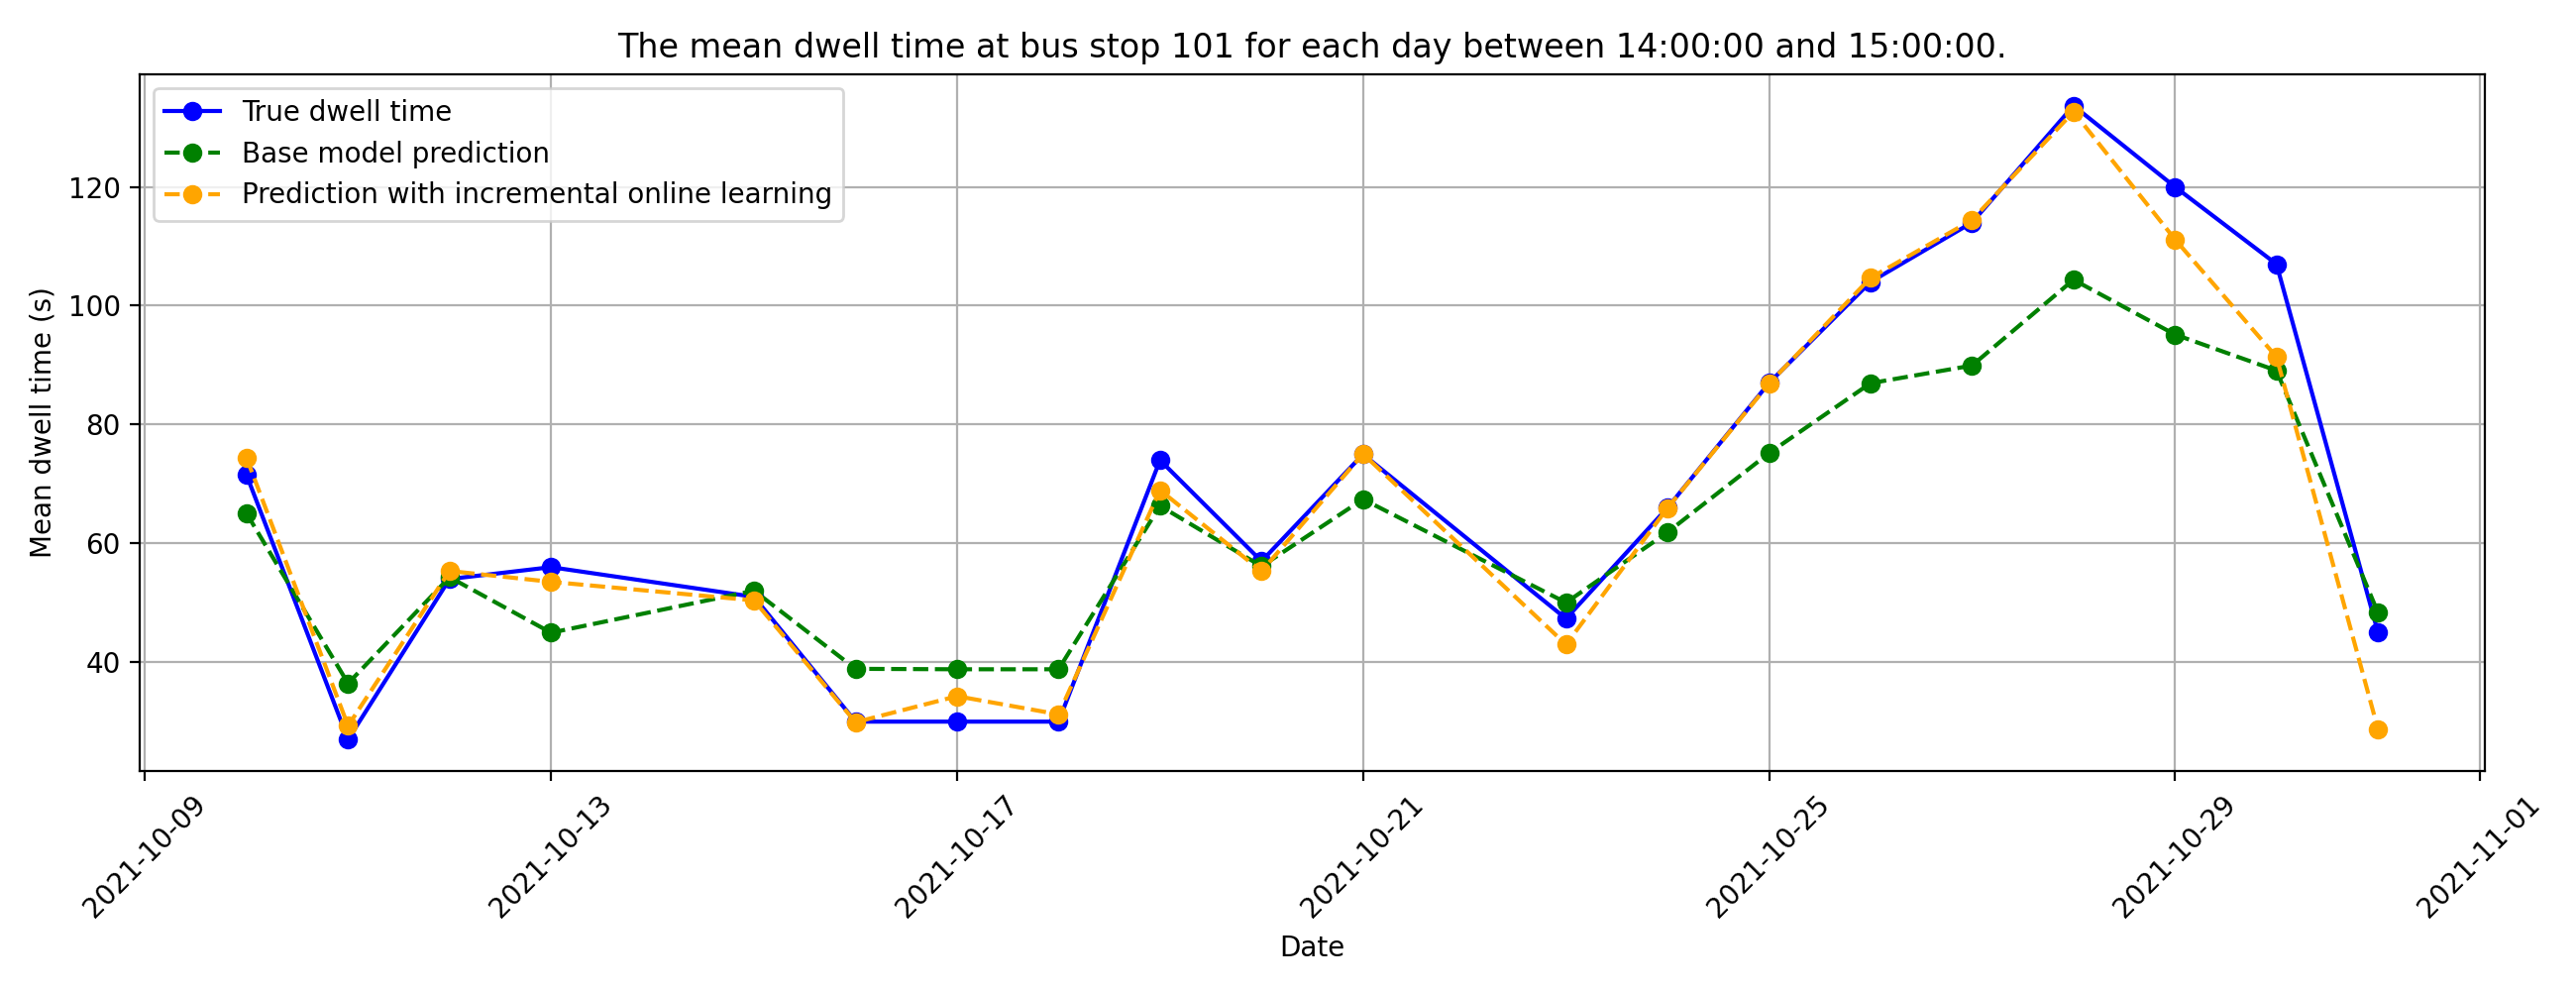 The mean dwell time at bus stop 101 for each day between 14:00:00 and 15:00:00.
True dwell time
Base model prediction
Prediction with incremental online learning
Mean dwell time (s)
120
100
80
60
40
2021-10-09
2021-10-13
2021-10-17
2021-10-21
2021-10-25
2021-10-29
2021-11-01
Date